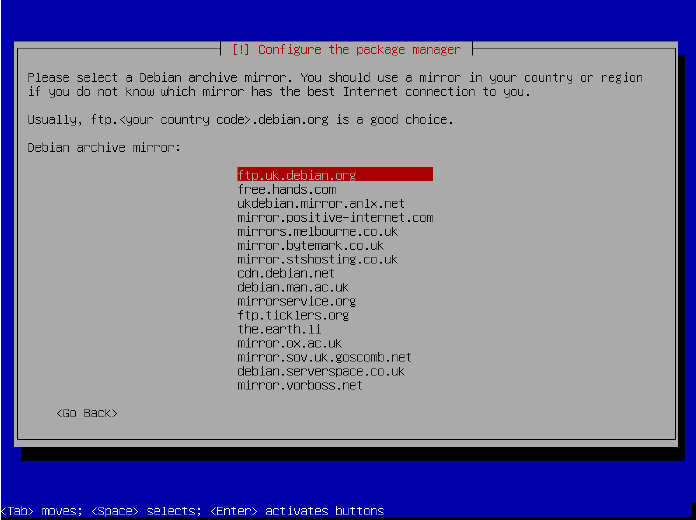 [!] Configure the package manager
Please select a Debian archive mirror. You should use a mirror in your country or region
if you do not know which mirror has the best Internet connection to you.
Usually, ftp.<your country code>.debian.org is a good choice.
Debian archive mirror:
ftp.uk.debian.org
free.hands.com
ukdebian.mirror.anlx.net
mirror.positive-internet.com
mirrors.melbourne.co.uk
mirror.bytemark.co.uk
mirror.stshosting.co.uk
cdn.debian.net
debian.man.ac.uk
mirrorservice.org
ftp.ticklers.org
the.earth.li
mirror.ox.ac.uk
mirror.sov.uk.goscomb.net
debian.serverspace.co.uk
mirror.vorboss.net
<Go Back>
<Tab> moves; <Space> selects; <Enter> activates buttons